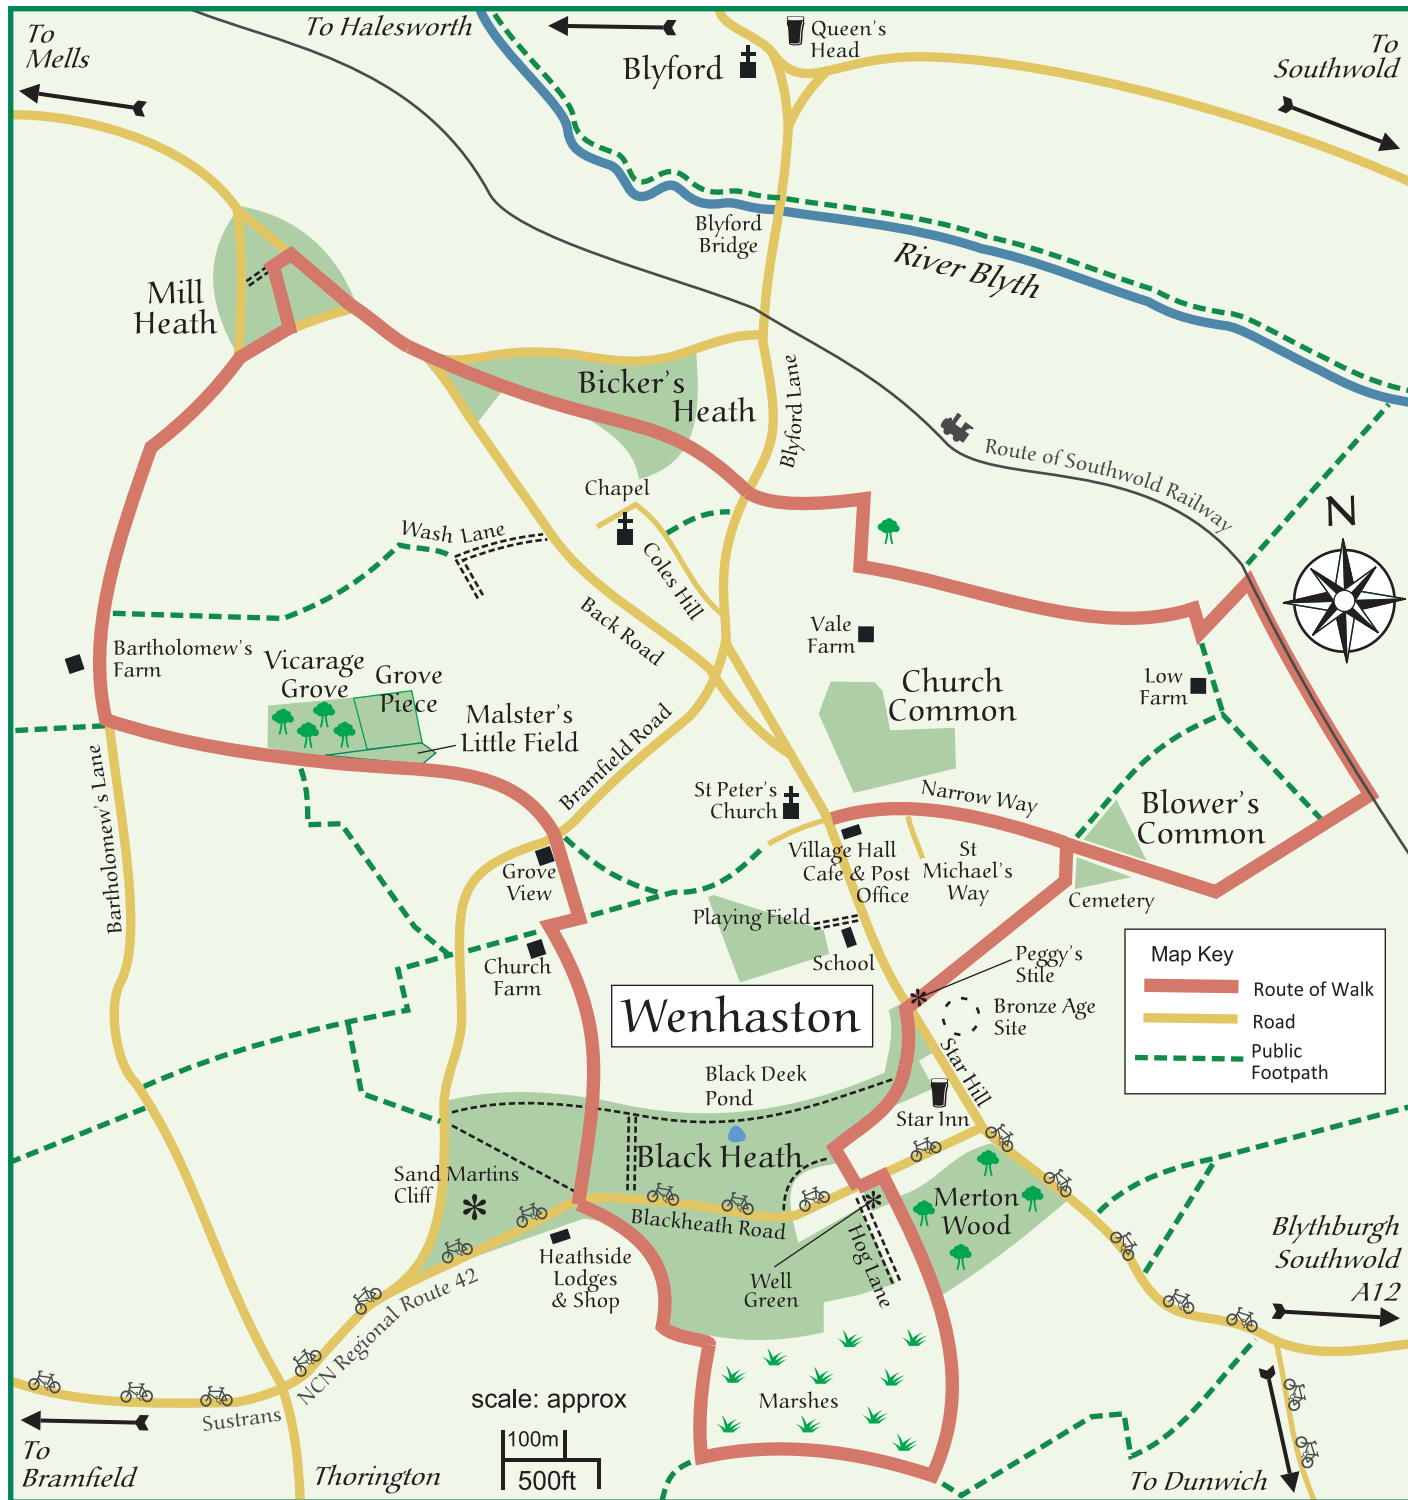 To
Mells
To Halesworth
Queen's
Head
Blyford
To
Southwold
Blyford
Bridge
River Blyth
Mill
Heath
Bicker's
Heath
Blyford Lane
Route of Southwold Railway
Chapel
Wash Lane
Coles Hill
N
Back Road
Vale
Farm
Bartholomew's
Farm
Vicarage
Grove
Grove
Piece
Malster's
Little Field
Church
Common
Low
Farm
Bramfield Road
Bartholomew's Lane
St Peter's
Church
Narrow Way
Blower's
Common
Village Hall
Cafe & Post
Office
St
Michael's
Way
Grove
View
Cemetery
Playing Field
School
Church
Farm
Peggy's
Stile
Map Key
Route of Walk
Road
Public
Footpath
Wenhaston
Bronze Age
Site
Star Hill
Black Deek
Pond
Star Inn
Black Heath
Sand Martins
Cliff
Merton
Wood
Blackheath Road
Hog Lane
Heathside
Lodges
& Shop
Well
Green
Blythburgh
Southwold
A12
NCN Regional Route 42
Sustrans
scale: approx
100m
500ft
Marshes
To
Bramfield
Thorington
To Dunwich